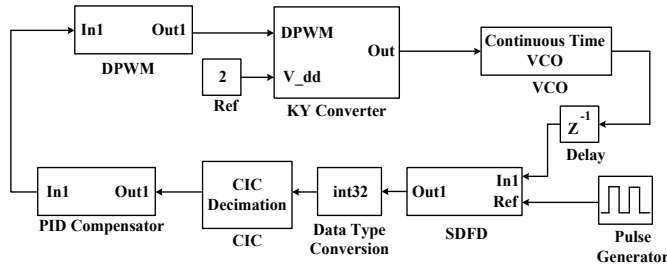 In1 Out1
DPWM
2
Ref
DPWM
V_dd
Out
KY Converter
Continuous Time
VCO
VCO
Z-1
Delay
In1 Out1
PID Compensator
CIC
Decimation
CIC
int32
Data Type
Conversion
Out1
In1
Ref
SDFD
Pulse
Generator